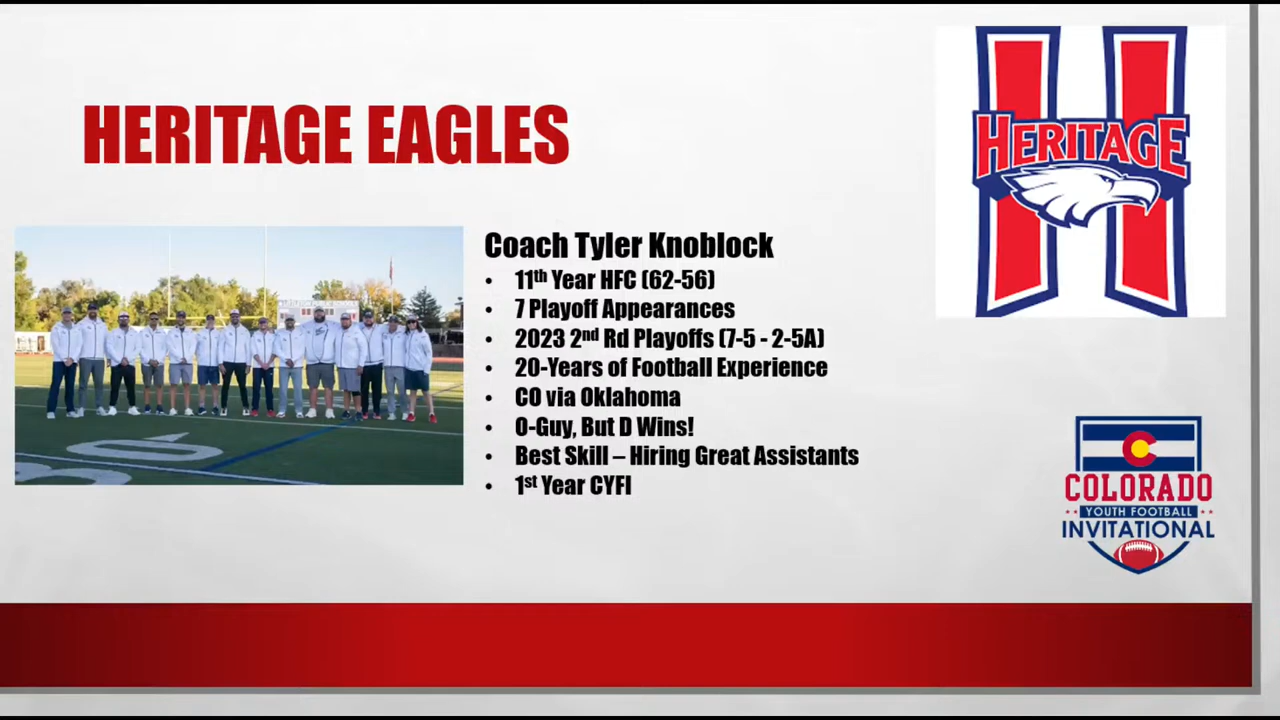 HERITAGE EAGLES
HERITAGE
Coach Tyler Knoblock
• 11th Year HFC (62-56)
• 7 Playoff Appearances
• 2023 2nd Rd Playoffs (7-5 - 2-5A)
• 20-Years of Football Experience
• CO via Oklahoma
• O-Guy, But D Wins!
• Best Skill – Hiring Great Assistants
• 1st Year CYFI
COLORADO
YOUTH FOOTBALL
INVITATIONAL